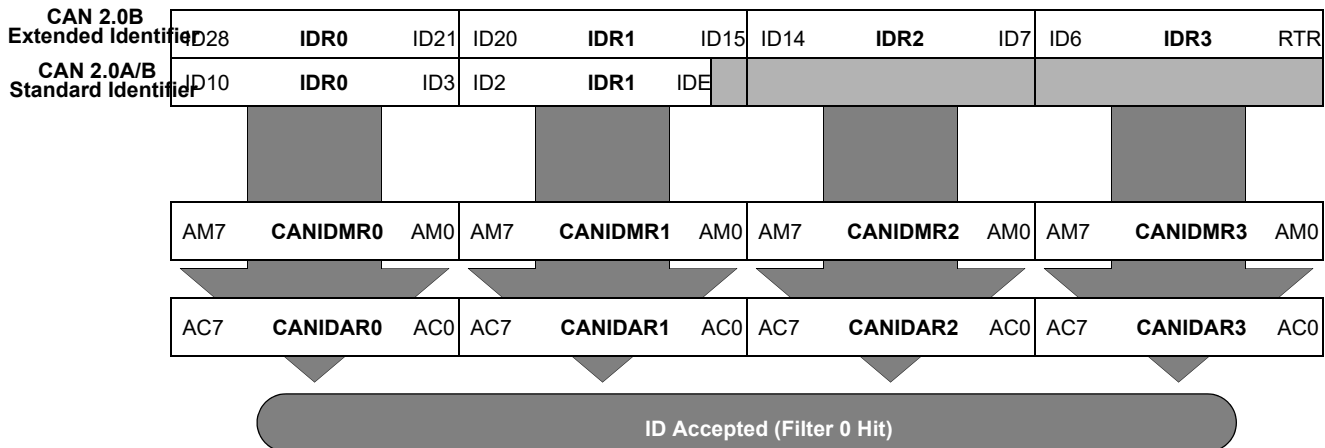 CAN 2.0B
Extended Identifier ID28 IDR0 ID21 ID20 IDR1 ID15 ID14 IDR2 ID7 ID6 IDR3 RTR
CAN 2.0A/B
Standard Identifier ID10 IDR0 ID3 ID2 IDR1 IDE
AM7 CANIDMR0 AM0 AM7 CANIDMR1 AM0 AM7 CANIDMR2 AM0 AM7 CANIDMR3 AM0
AC7 CANIDAR0 AC0 AC7 CANIDAR1 AC0 AC7 CANIDAR2 AC0 AC7 CANIDAR3 AC0
ID Accepted (Filter 0 Hit)